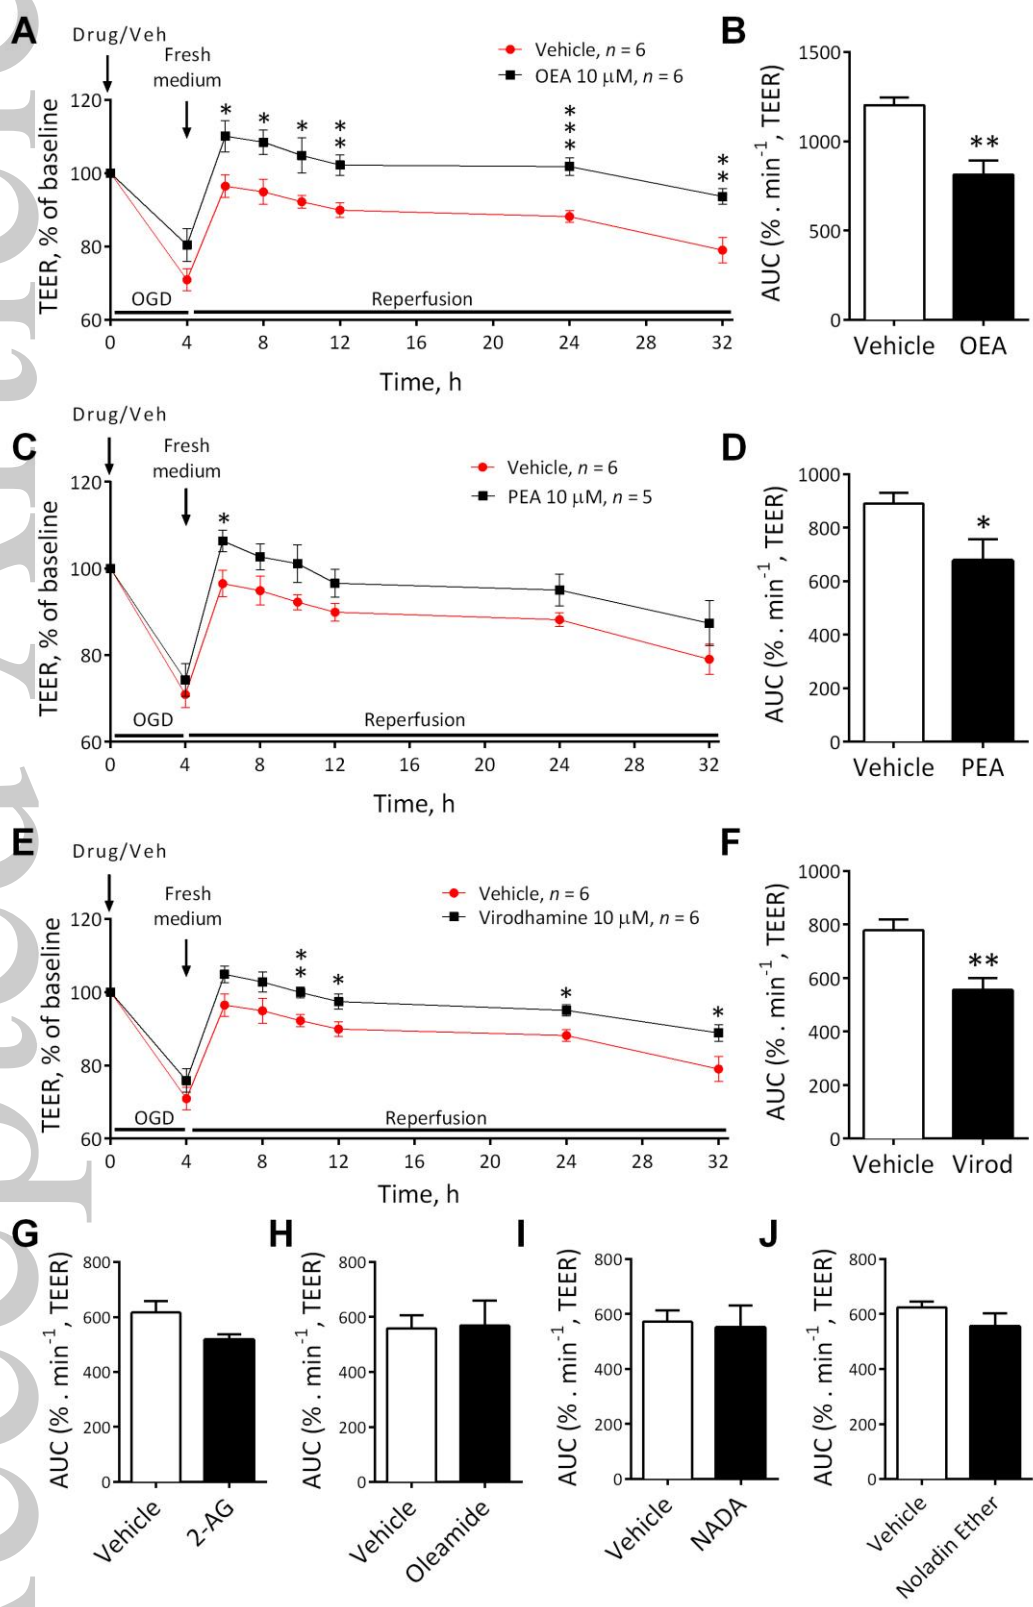 A
Drug/Veh
Fresh
medium
Vehicle, n = 6
OEA 10 µM, n = 6
TEER, % of baseline
120
100
80
60
*
*
*
*
*
*
*
*
*
*
OGD
Reperfusion
0 4 8 12 16 20 24 28 32
Time, h
B
AUC (% . min-1, TEER)
1500
1000
500
0
**
Vehicle OEA
C
Drug/Veh
Fresh
medium
Vehicle, n = 6
PEA 10 µM, n = 5
TEER, % of baseline
120
100
80
60
*
OGD
Reperfusion
0 4 8 12 16 20 24 28 32
Time, h
D
AUC (% . min-1, TEER)
1000
800
600
400
200
0
*
Vehicle PEA
E
Drug/Veh
Fresh
medium
Vehicle, n = 6
Virodhamine 10 µM, n = 6
TEER, % of baseline
120
100
80
60
*
*
*
*
*
OGD
Reperfusion
0 4 8 12 16 20 24 28 32
Time, h
F
AUC (% . min-1, TEER)
1000
800
600
400
200
0
**
Vehicle Virod
G
AUC (% . min-1, TEER)
800
600
400
200
0
Vehicle
2-AG
H
AUC (% . min-1, TEER)
800
600
400
200
0
Vehicle
Oleamide
I
AUC (% . min-1, TEER)
800
600
400
200
0
Vehicle
NADA
J
AUC (% . min-1, TEER)
800
600
400
200
0
Vehicle
Noladin Ether